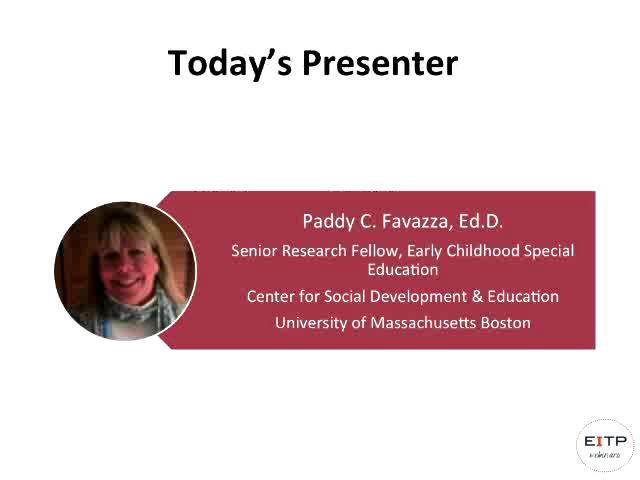 Today’s Presenter
Paddy C. Favazza, Ed.D.
Senior Research Fellow, Early Childhood Special
Education
Center for Social Development & Education
University of Massachusetts Boston
EITP
webinars